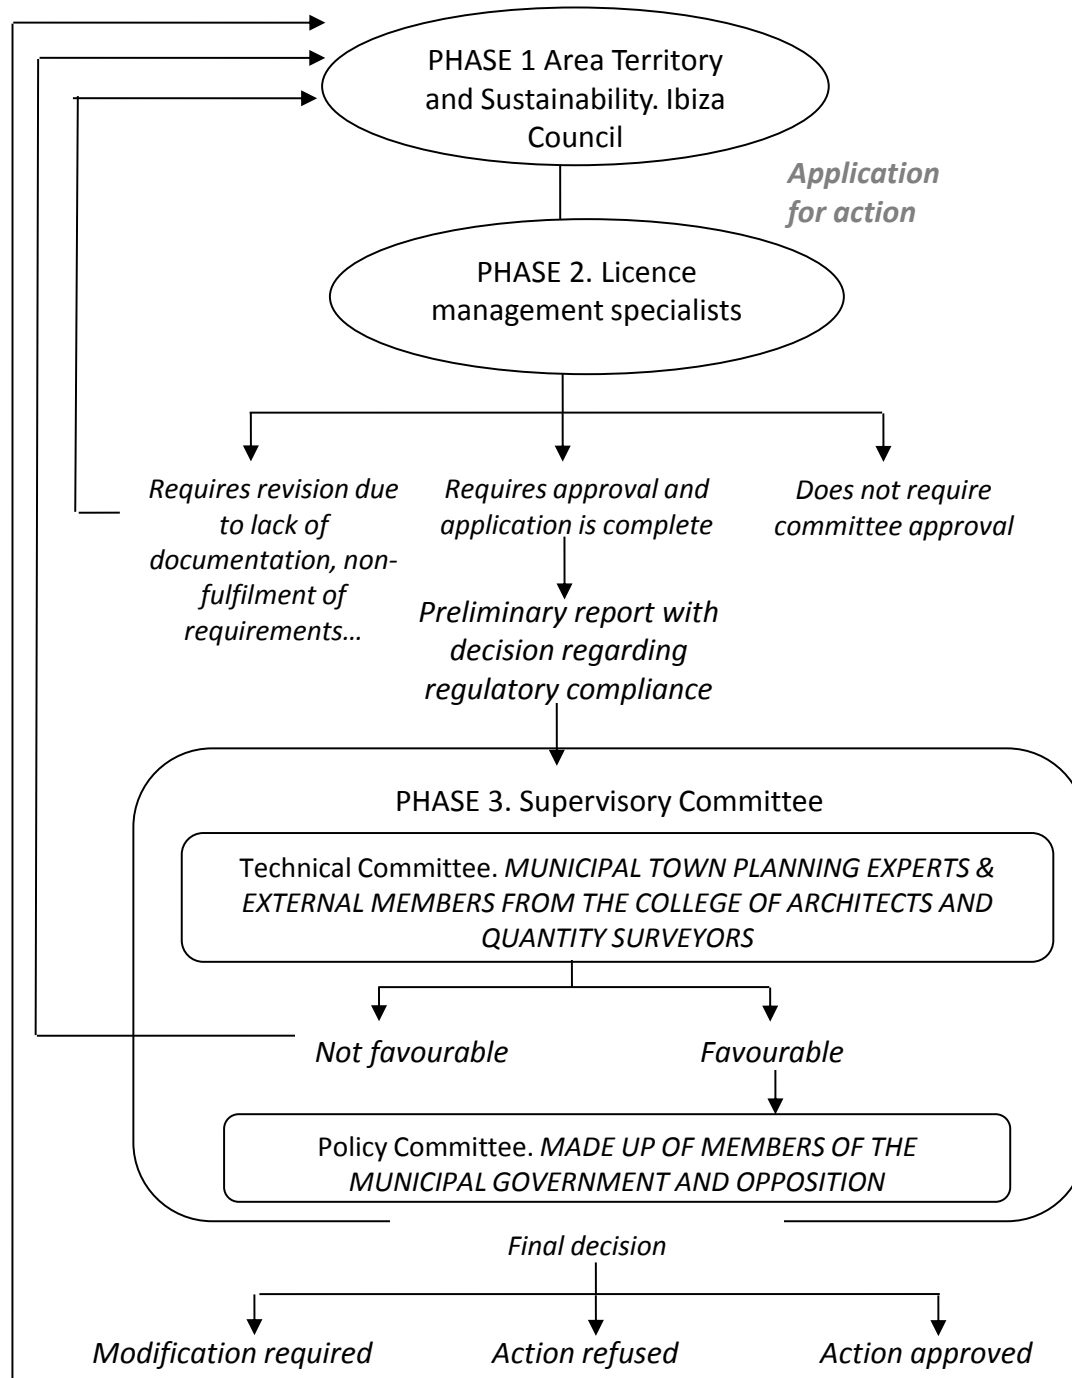 PHASE 1 Area Territory
and Sustainability. Ibiza
Council
Application
for action
PHASE 2. Licence
management specialists
Requires revision due
to lack of
documentation, non-
fulfilment of
requirements…
Requires approval and
application is complete
Does not require
committee approval
Preliminary report with
decision regarding
regulatory compliance
PHASE 3. Supervisory Committee
Technical Committee. MUNICIPAL TOWN PLANNING EXPERTS &
EXTERNAL MEMBERS FROM THE COLLEGE OF ARCHITECTS AND
QUANTITY SURVEYORS
Not favourable
Favourable
Policy Committee. MADE UP OF MEMBERS OF THE
MUNICIPAL GOVERNMENT AND OPPOSITION
Final decision
Modification required
Action refused
Action approved